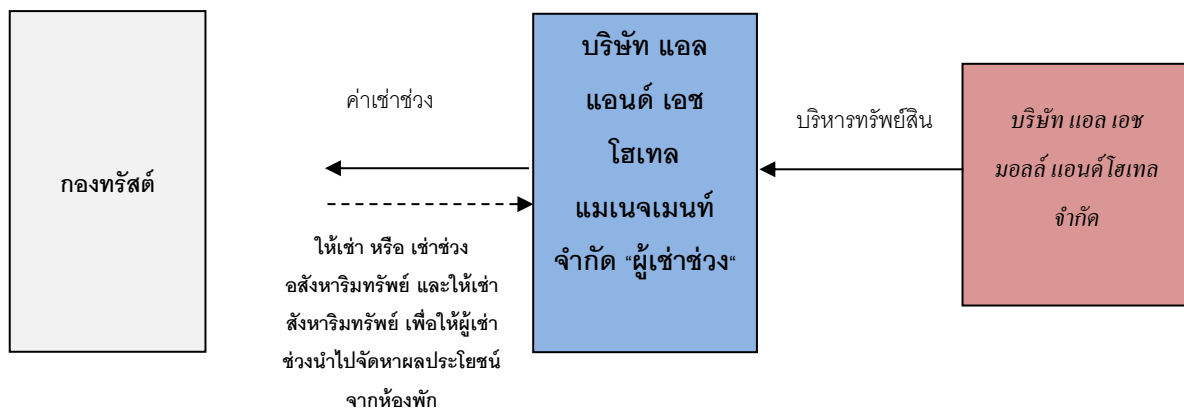 กองทรัสต์
ค่าเช่าช่วง
ให้เช่า หรือ เช่าช่วง
อสังหาริมทรัพย์ และให้เช่า
สังหาริมทรัพย์ เพื่อให้ผู้เช่า
ช่วงนำไปจัดหาผลประโยชน์
จากห้องพัก
บริษัท แอล
แอนด์ เอช
โฮเทล
แมเนจเมนท์
จำกัด "ผู้เช่าช่วง"
บริหารทรัพย์สิน
บริษัท แอล เอช
มอลล์ แอนด์โฮเทล
จำกัด